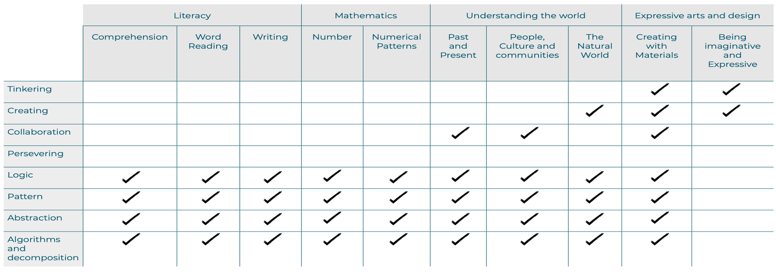 Literacy Mathematics Understanding the world Expressive arts and design
Comprehension Word Reading Writing Number Numerical Patterns Past and Present People, Culture and communities The Natural World Creating with Materials Being imaginative and Expressive
Tinkering
Creating
Collaboration
Persevering
Logic
Pattern
Abstraction
Algorithms
and
decomposition